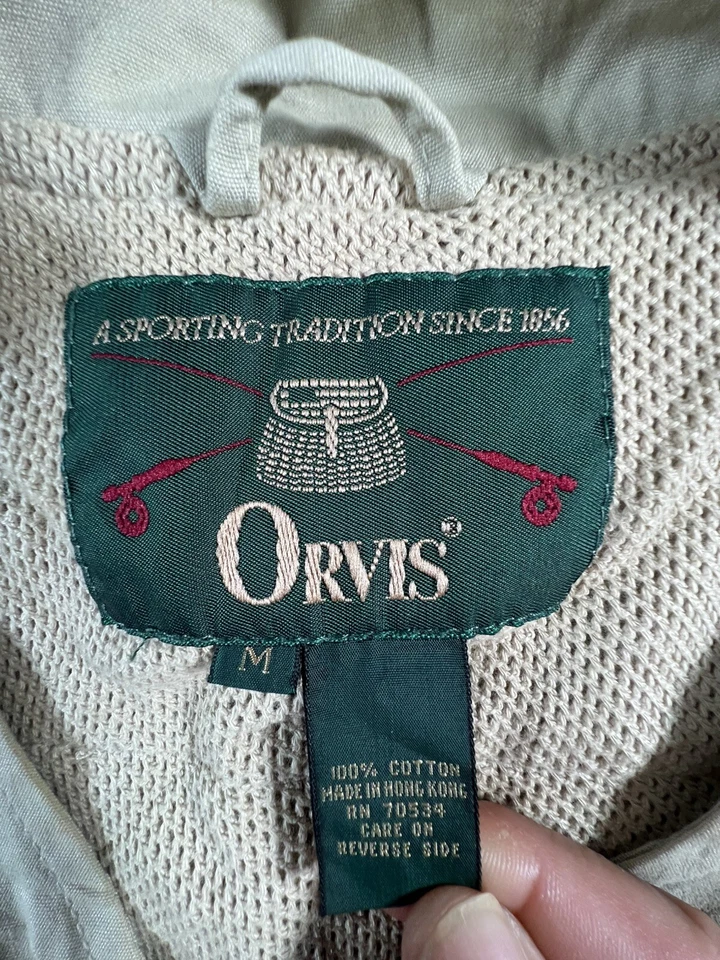 A SPORTING TRADITION SINCE 1856
ORVIS®
M
100% COTTON
MADE IN HONG KONG
RN 70534
CARE ON
REVERSE SIDE